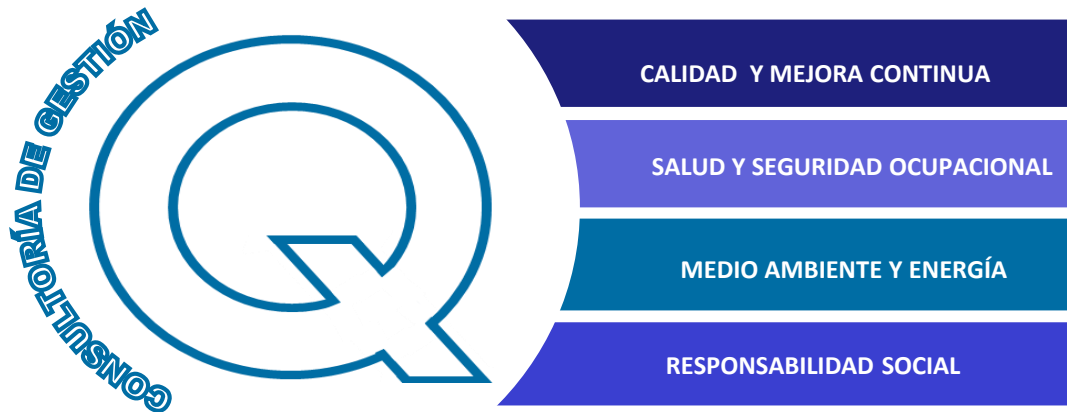 CONSULTORÍA DE GESTIÓN
Q
CALIDAD Y MEJORA CONTINUA
SALUD Y SEGURIDAD OCUPACIONAL
MEDIO AMBIENTE Y ENERGÍA
RESPONSABILIDAD SOCIAL